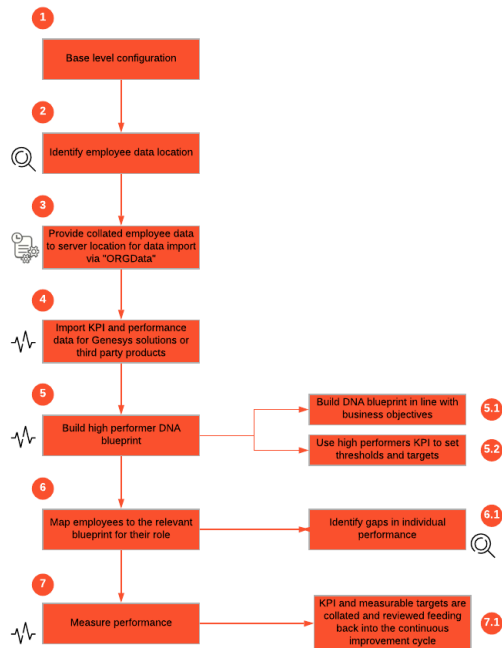 1
Base level configuration
2
Identify employee data location
3
Provide collated employee data
to server location for data import
via "ORGData"
4
Import KPI and performance
data for Genesys solutions or
third party products
5
Build high performer DNA
blueprint
Build DNA blueprint in line with
business objectives
5.1
Use high performers KPI to set
thresholds and targets
5.2
6
Map employees to the relevant
blueprint for their role
Identify gaps in individual
performance
6.1
7
Measure performance
KPI and measurable targets are
collated and reviewed feeding
back into the continuous
improvement cycle
7.1